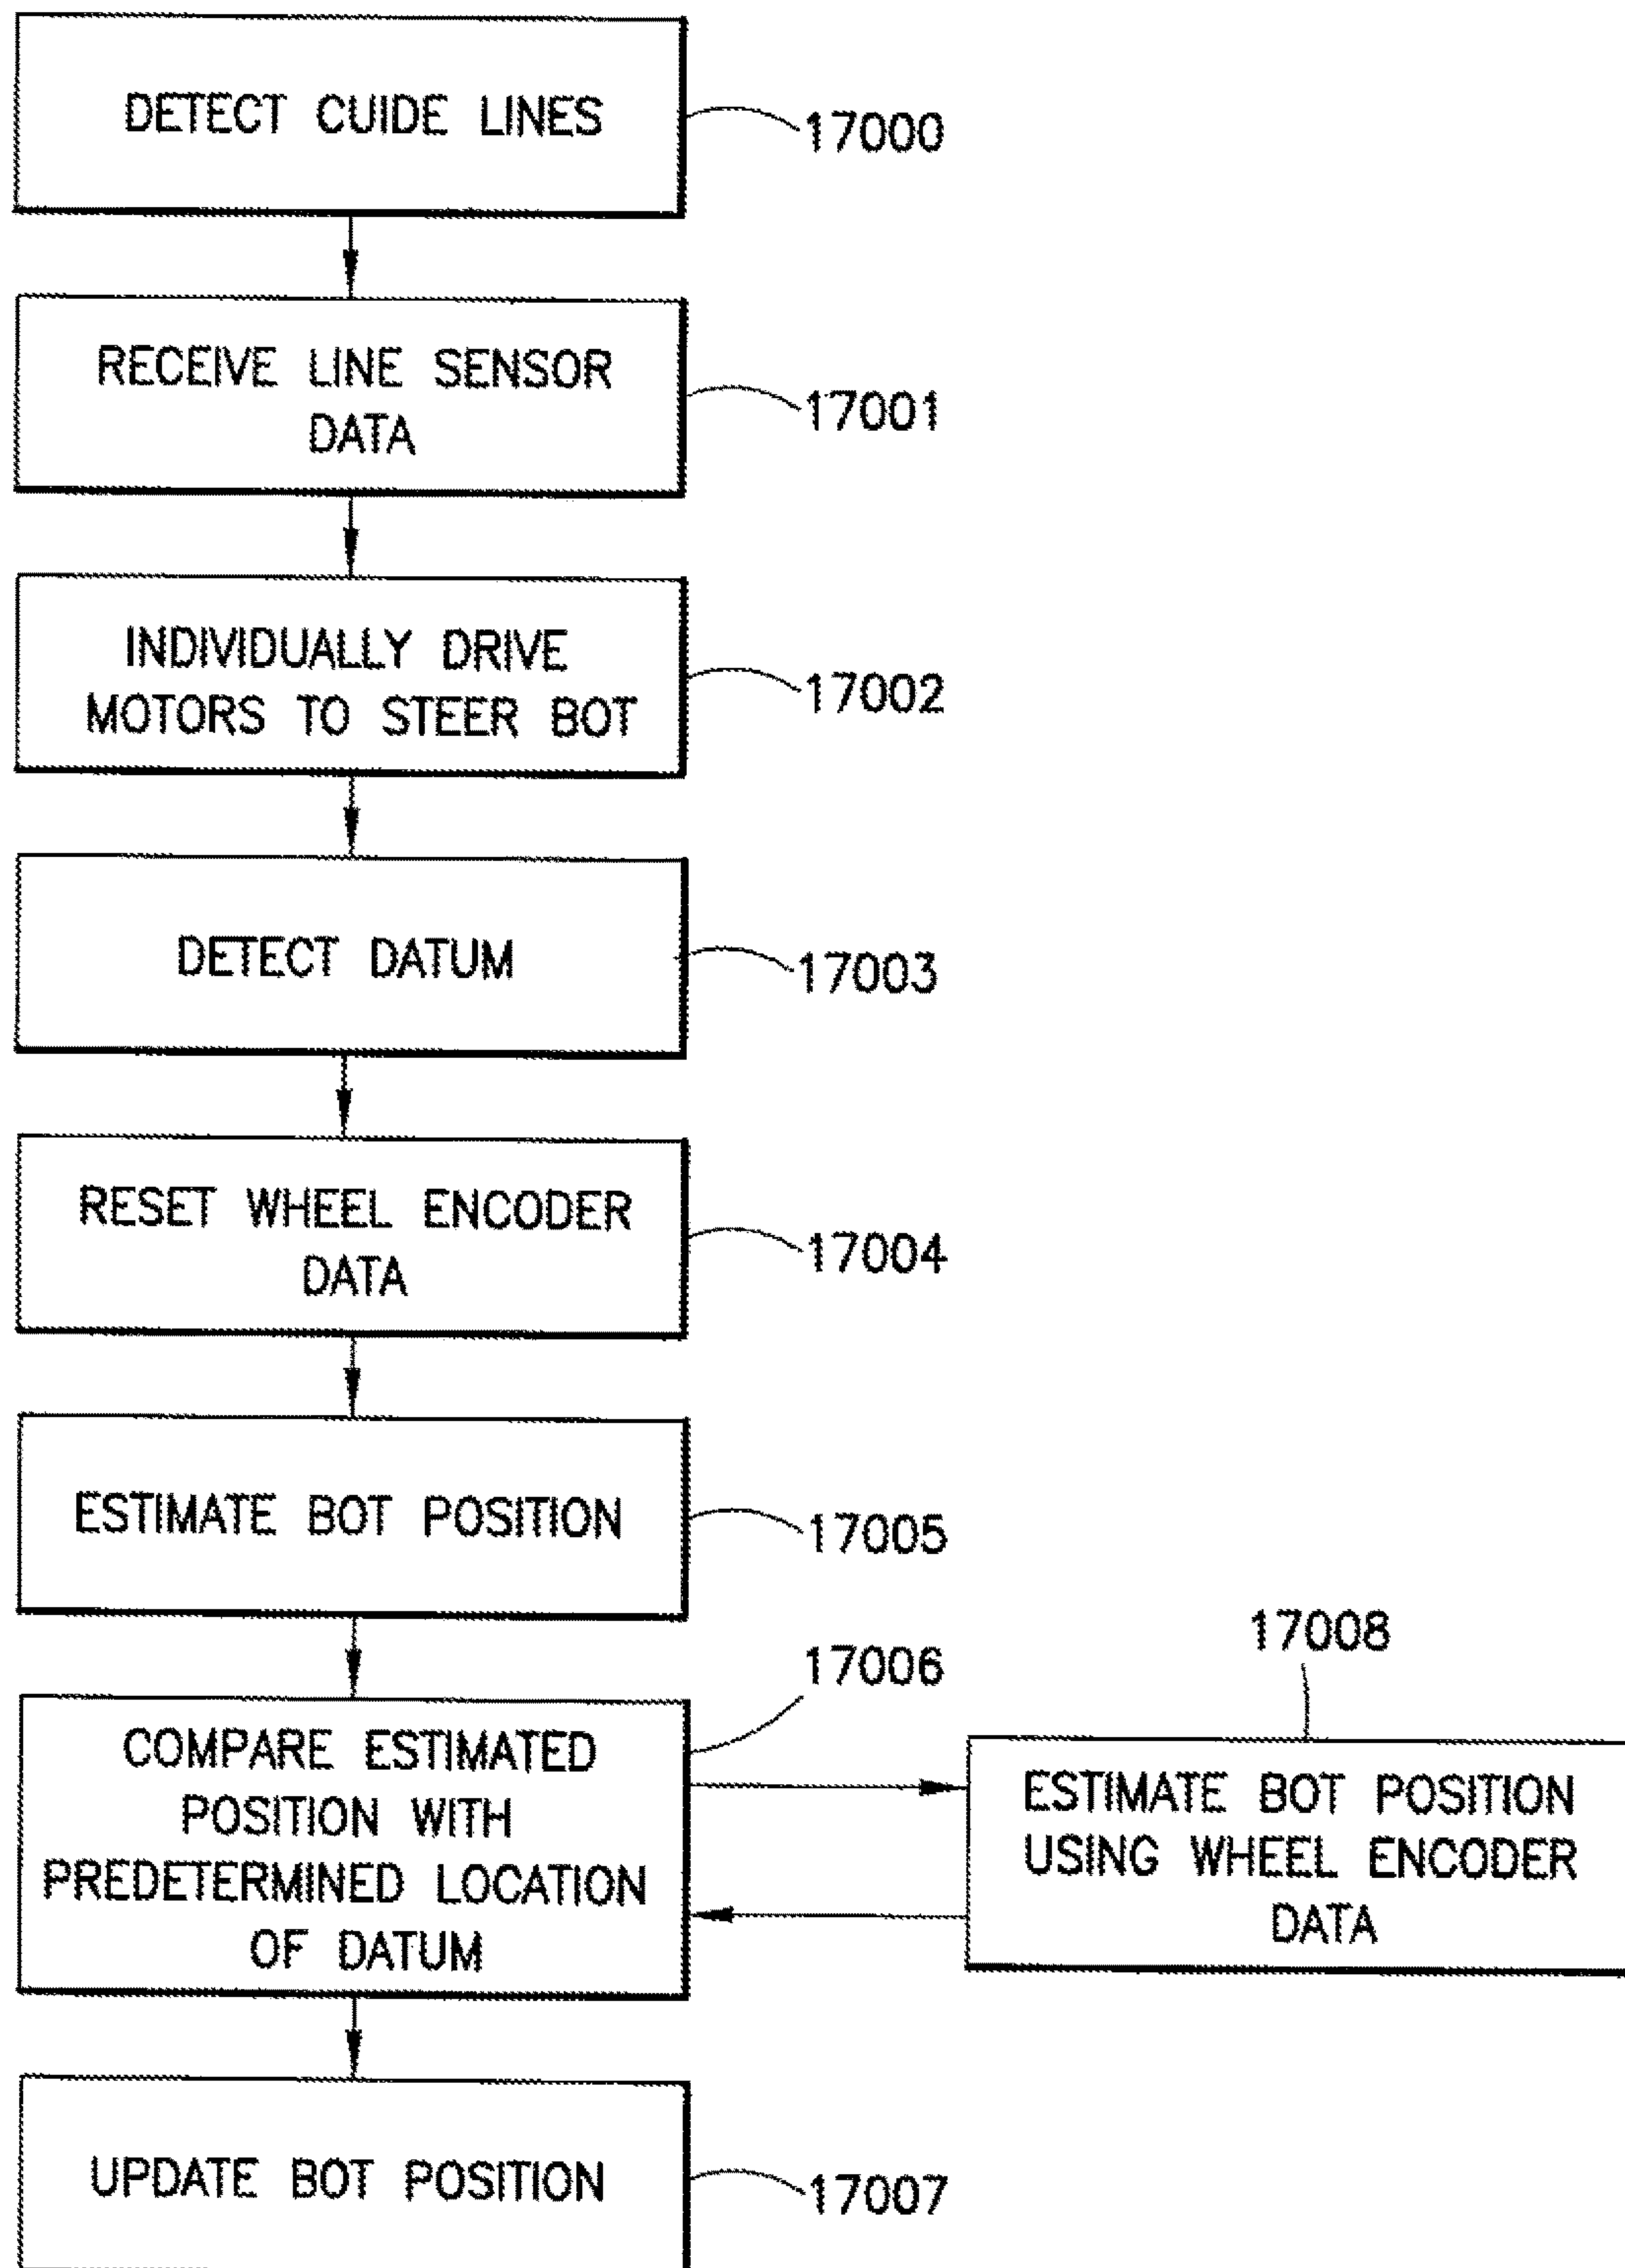 DETECT CUIDE LINES
17000
RECEIVE LINE SENSOR
DATA
17001
INDIVIDUALLY DRIVE
MOTORS TO STEER BOT
17002
DETECT DATUM
17003
RESET WHEEL ENCODER
DATA
17004
ESTIMATE BOT POSITION
17005
COMPARE ESTIMATED
POSITION WITH
PREDETERMINED LOCATION
OF DATUM
17006
ESTIMATE BOT POSITION
USING WHEEL ENCODER
DATA
17008
UPDATE BOT POSITION
17007